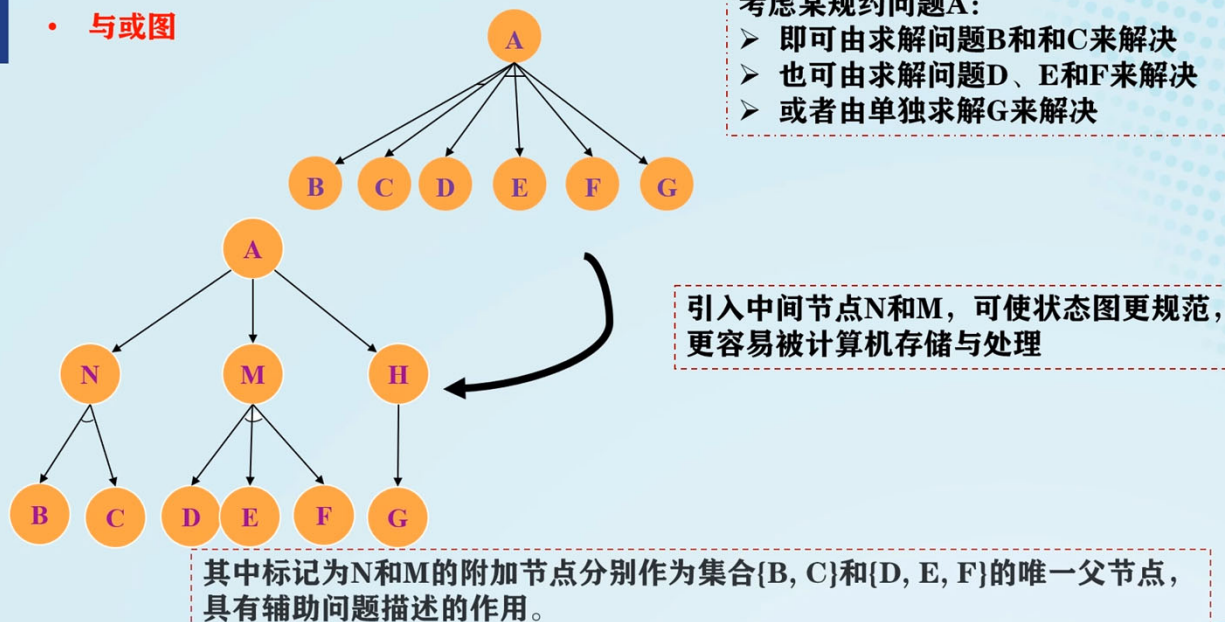 • 与或图
考虑某规约问题A:
➢ 即可由求解问题B和和C来解决
➢ 也可由求解问题D、E和F来解决
➢ 或者由单独求解G来解决
A
B C D E F G
A
N M H
B C D E F G
引入中间节点N和M，可使状态图更规范，
更容易被计算机存储与处理
其中标记为N和M的附加节点分别作为集合{B, C}和{D, E, F}的唯一父节点，
具有辅助问题描述的作用。